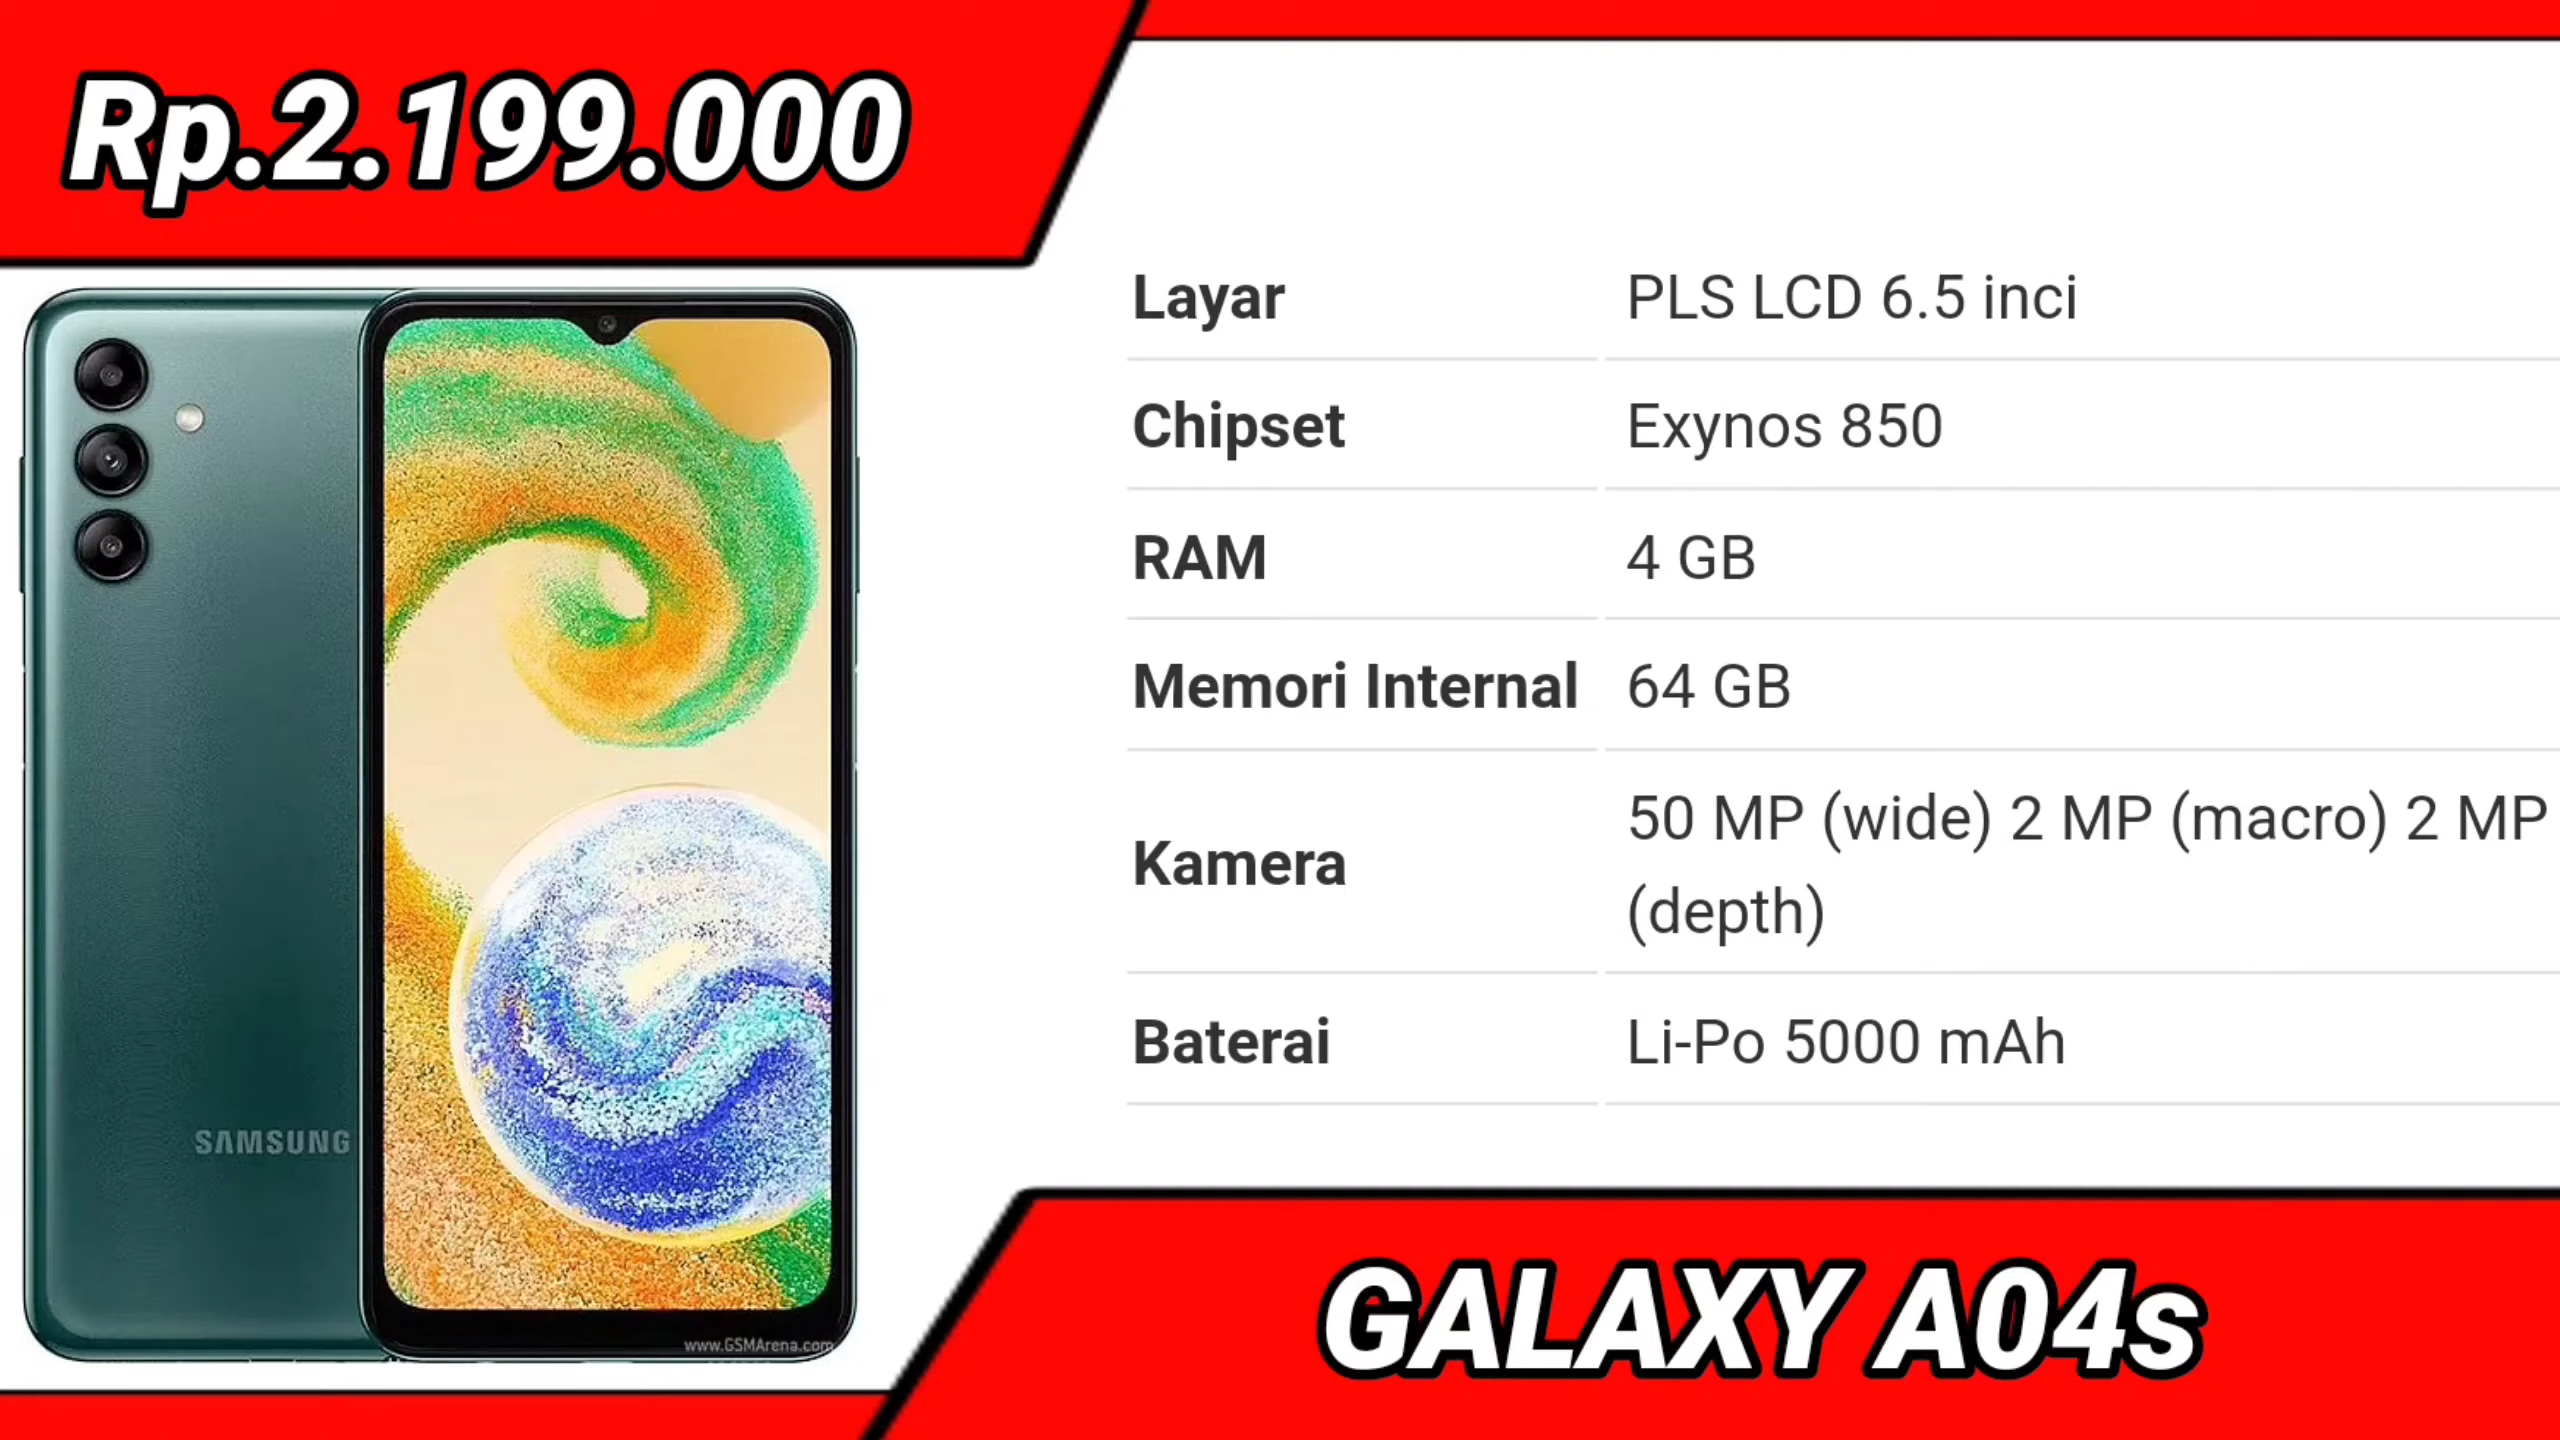 Rp.2.199.000
Layar PLS LCD 6.5 inci
Chipset Exynos 850
RAM 4 GB
Memori Internal 64 GB
Kamera 50 MP (wide) 2 MP (macro) 2 MP
(depth)
Baterai Li-Po 5000 mAh
SAMSUNG
www.GSMArena.com
GALAXY A04s